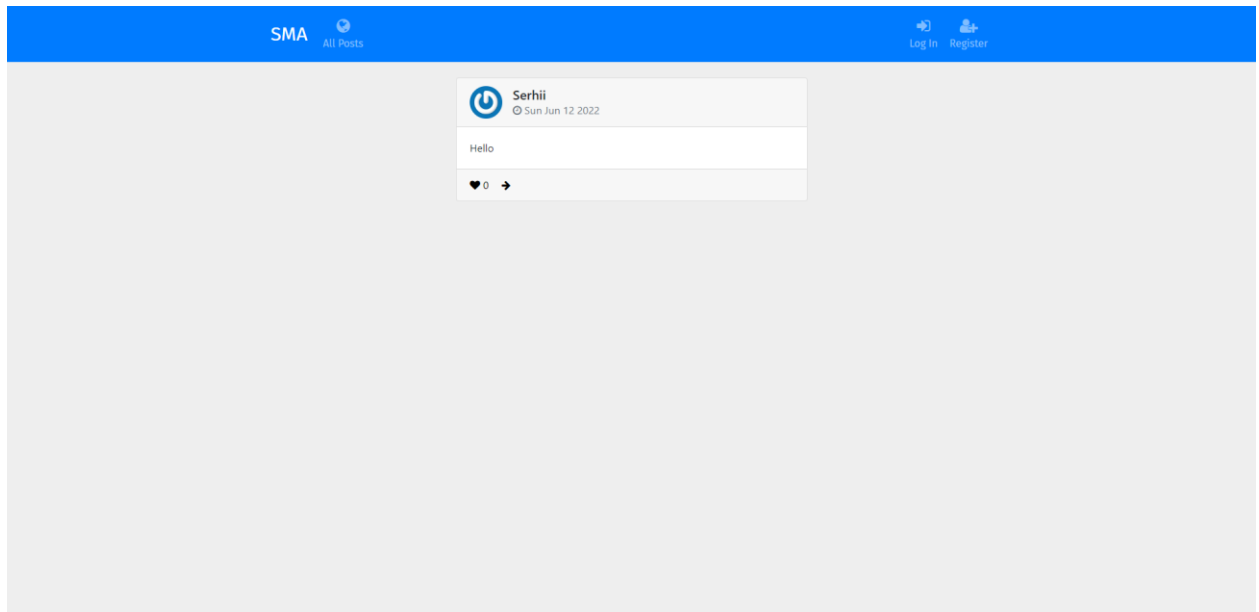 SMA
All Posts
Log In
Register
Serhii
Sun Jun 12 2022
Hello
0